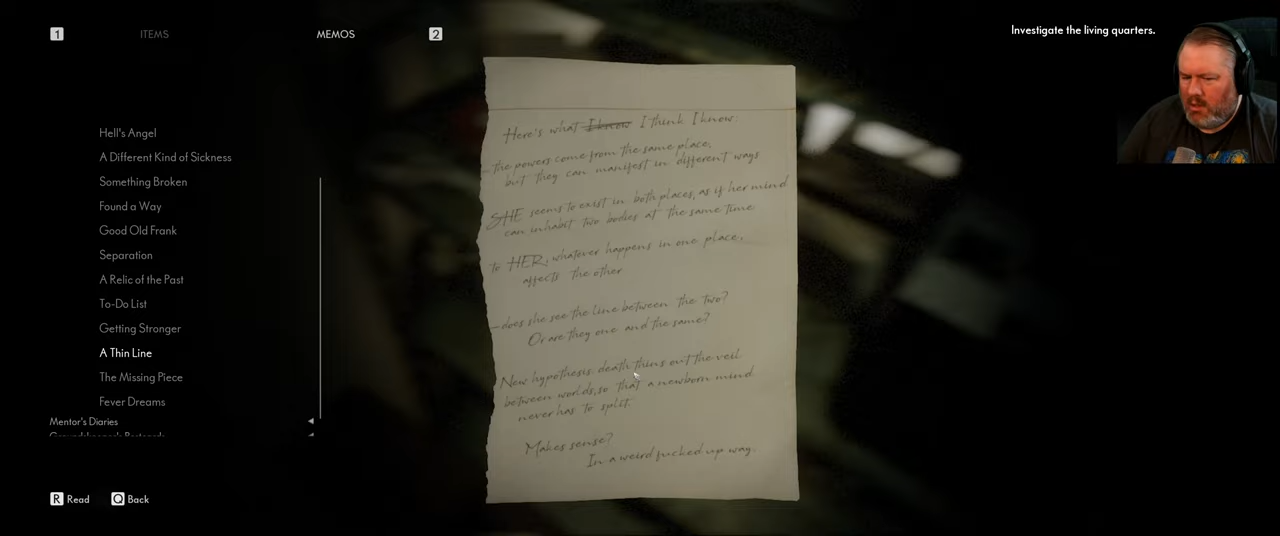 1
ITEMS
MEMOS
2
Investigate the living quarters.
Hell's Angel
A Different Kind of Sickness
Something Broken
Found a Way
Good Old Frank
Separation
A Relic of the Past
To-Do List
Getting Stronger
A Thin Line
The Missing Piece
Fever Dreams
Mentor's Diaries
Groundskeeper's Postcards
R Read
Q Back
Here's what I know I think I know:
- the powers come from the same place,
but they can manifest in different ways
SHE seems to exist in both places, as if her mind
can inhabit two bodies at the same time
to HER, whatever happens in one place,
affects the other
- does she see the line between the two?
Or are they one and the same?
New hypothesis: death thins out the veil
between worlds, so that a newborn mind
never has to split.
Makes sense?
In a weird fucked up way.